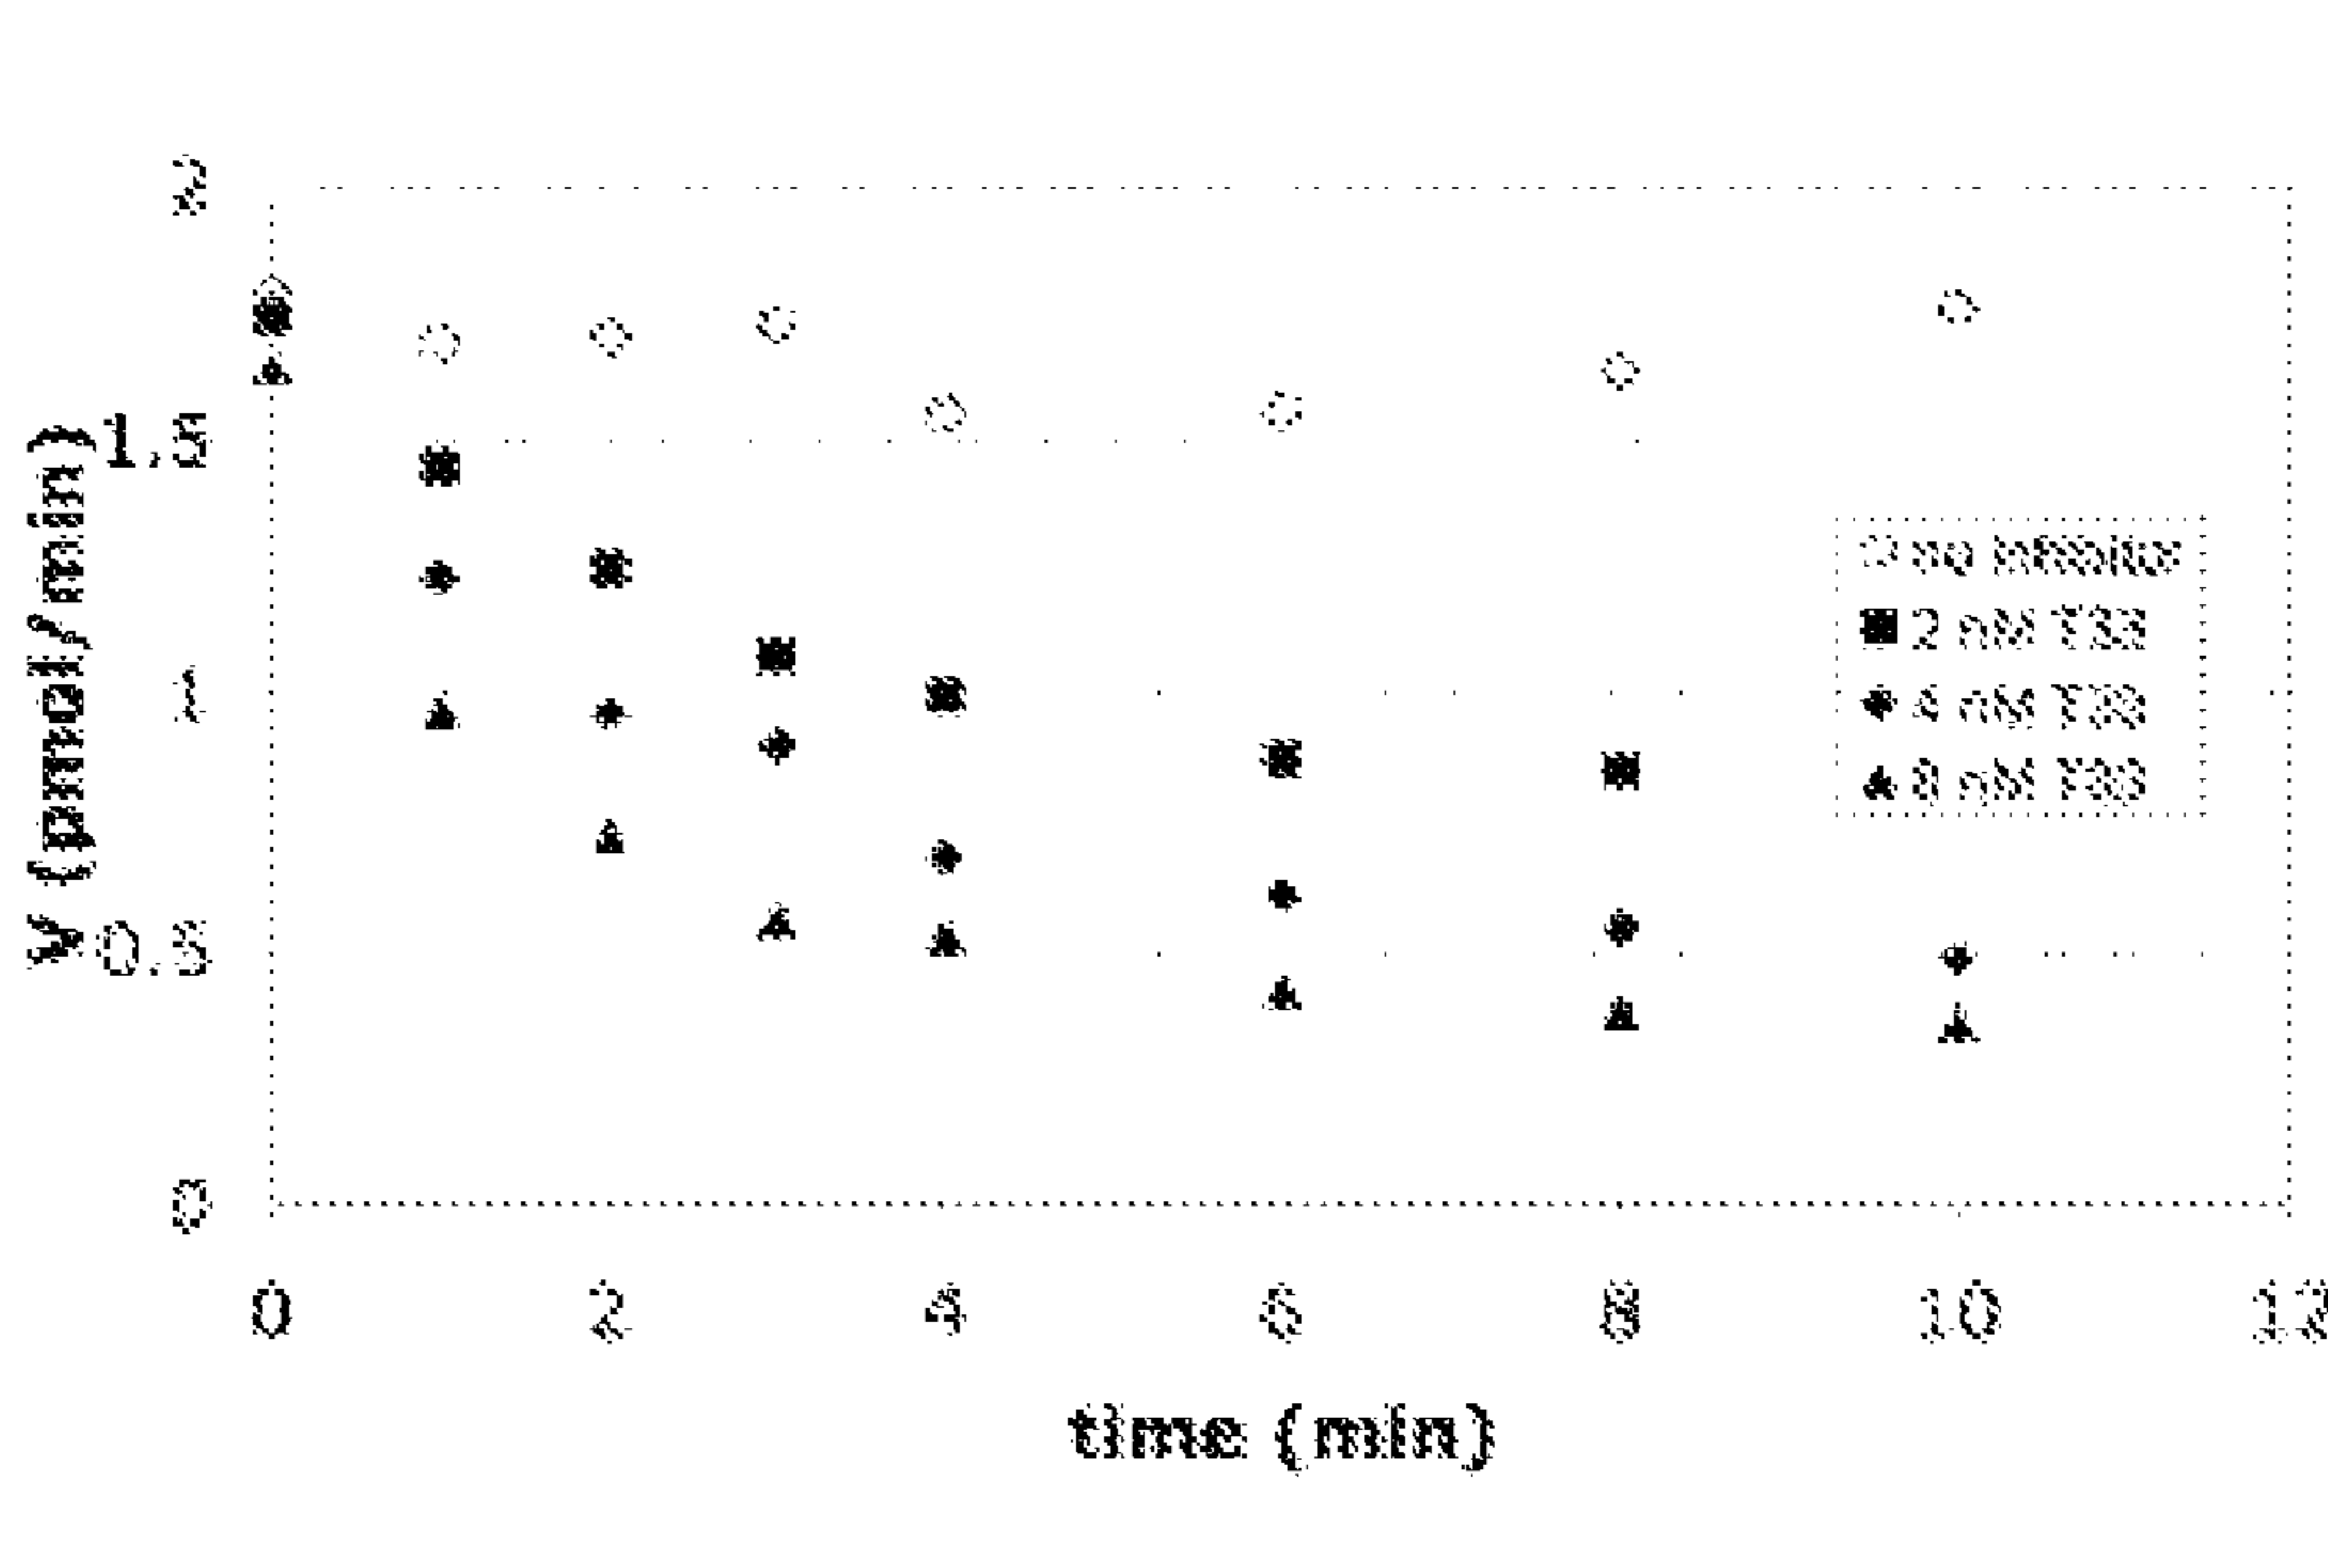 2
1.5
1
0.5
0
v (pmol/min)
no inhibitor
2 nM T33
4 nM T33
8 nM T33
0 2 4 6 8 10 12
time (min)